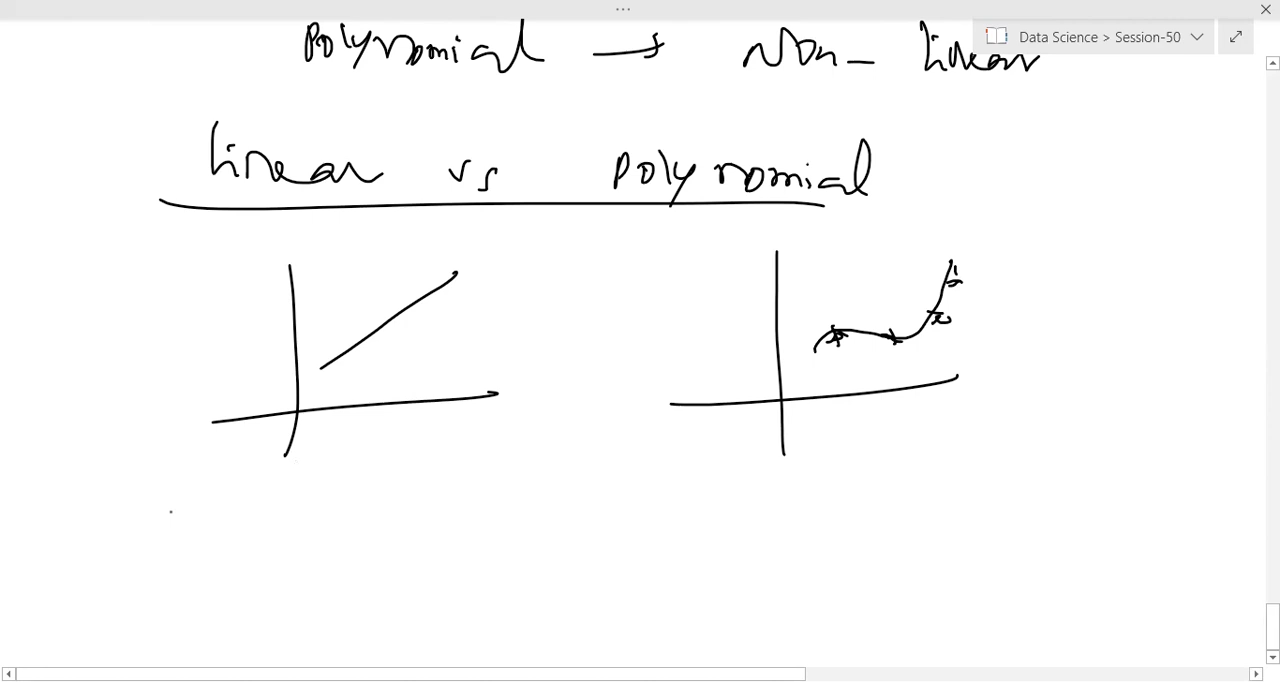 Polynomial → Non-linear
Data Science > Session-50
linear vs polynomial